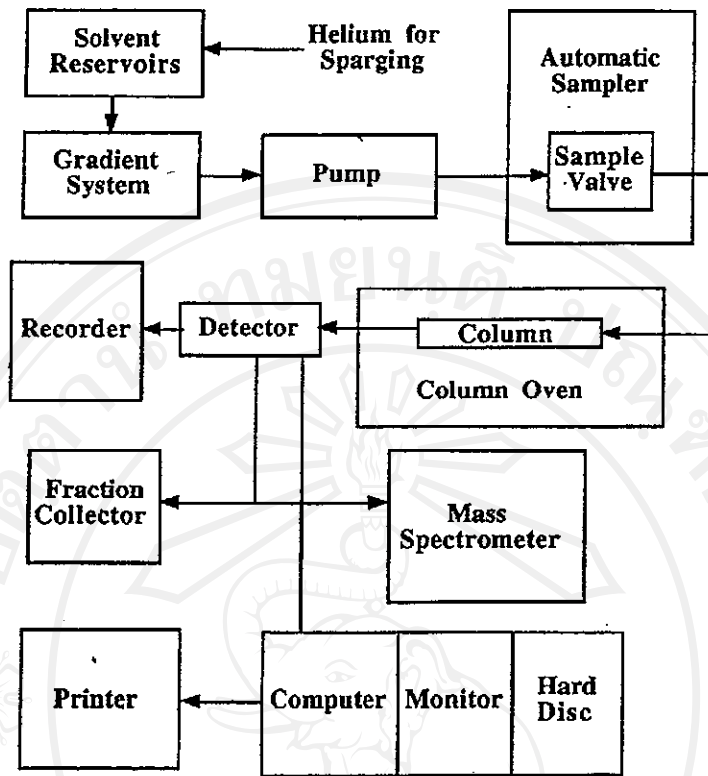 Solvent
Reservoirs
Helium for
Sparging
Automatic
Sampler
Gradient
System
Pump
Sample
Valve
Recorder
Detector
Column
Column Oven
Fraction
Collector
Mass
Spectrometer
Printer
Computer
Monitor
Hard
Disc